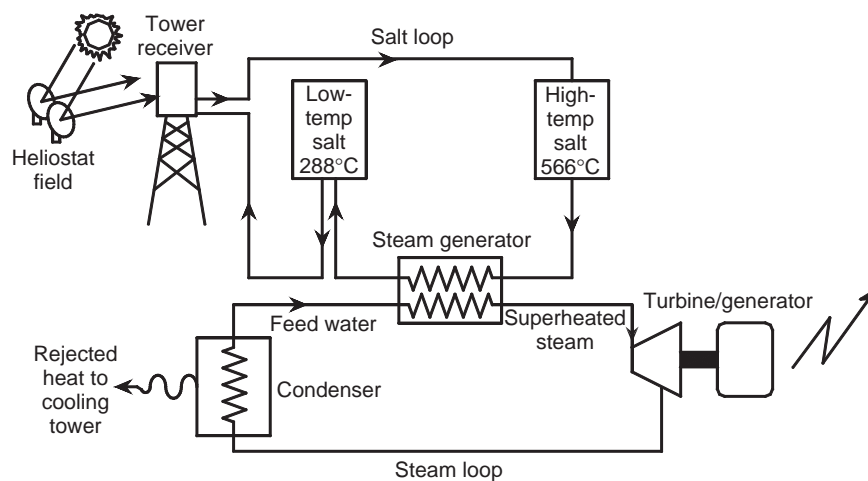 Tower
receiver
Salt loop
Low-
temp
salt
288°C
High-
temp
salt
566°C
Heliostat
field
Steam generator
Turbine/generator
Feed water
Superheated
steam
Rejected
heat to
cooling
tower
Condenser
Steam loop